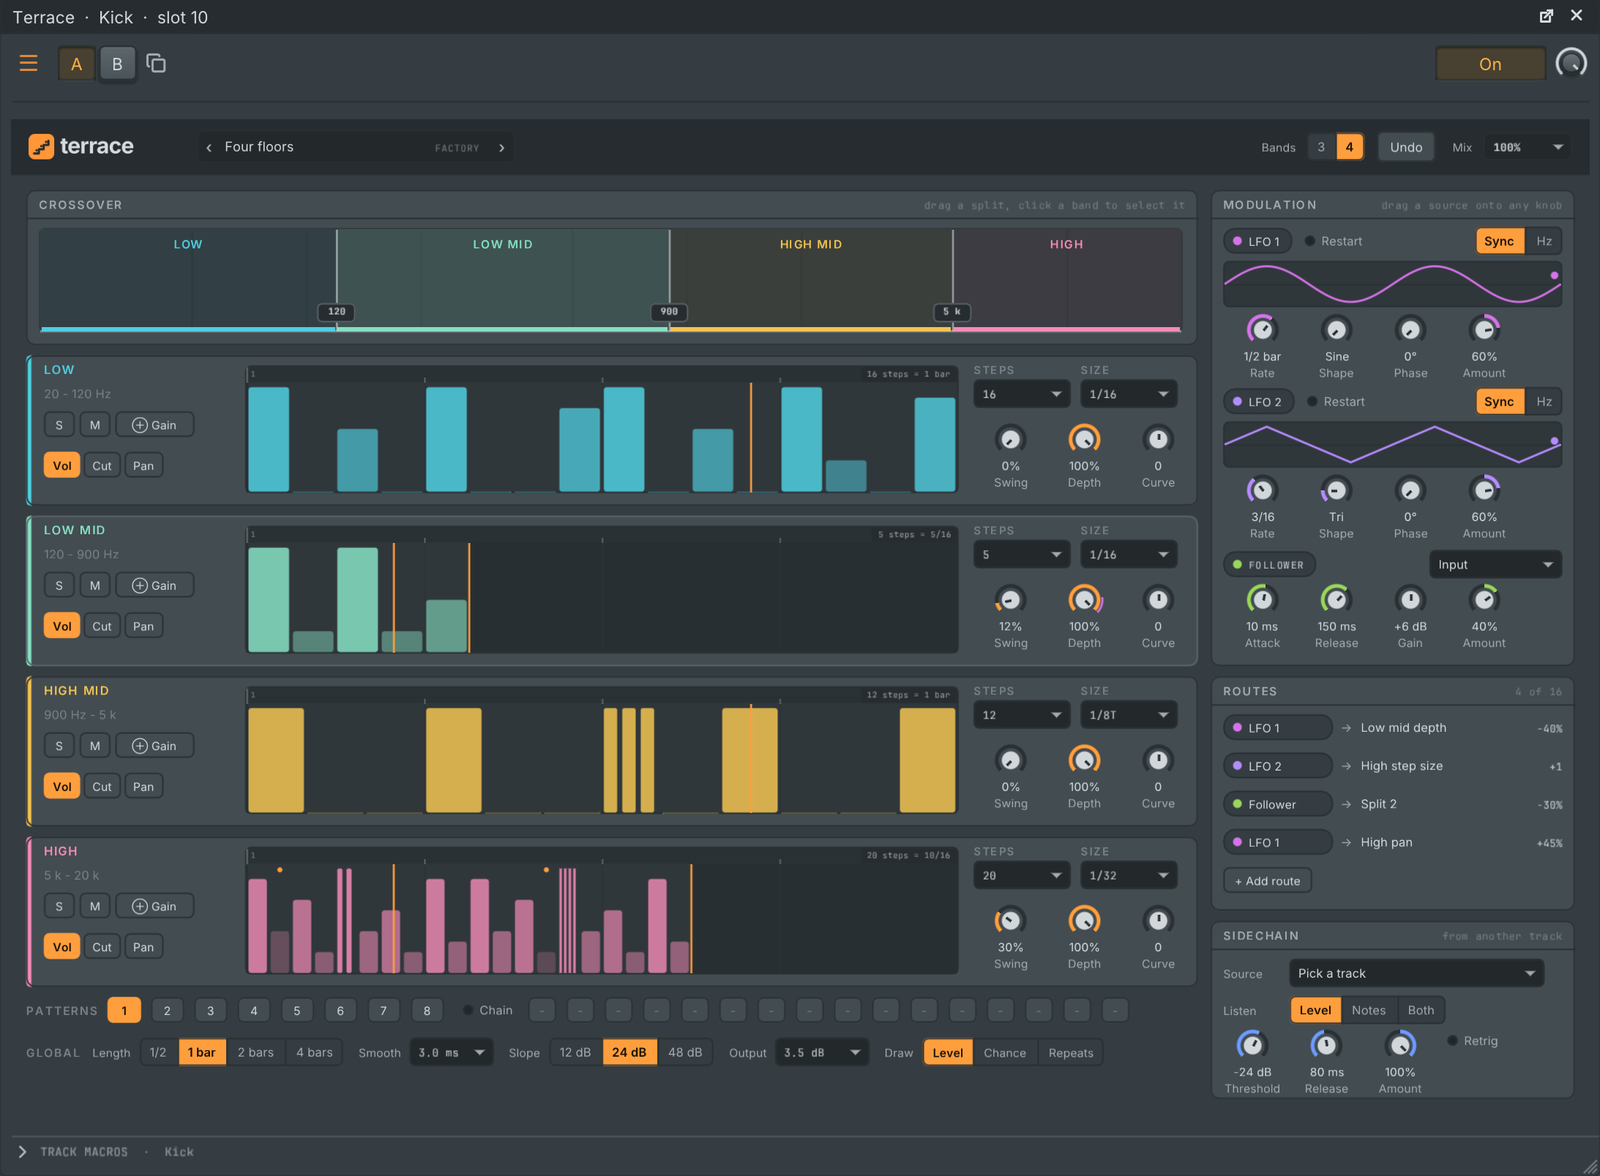 Terrace · Kick · slot 10
A B On
terrace
Four floors FACTORY
Bands 3 4 Undo Mix 100%
CROSSOVER drag a split, click a band to select it
LOW LOW MID HIGH MID HIGH
120 900 5 k
LOW
20 - 120 Hz
S M Gain
Vol Cut Pan
1 16 steps = 1 bar
STEPS SIZE
16 1/16
0% 100% 0
Swing Depth Curve
LOW MID
120 - 900 Hz
S M Gain
Vol Cut Pan
1 5 steps = 5/16
STEPS SIZE
5 1/16
12% 100% 0
Swing Depth Curve
HIGH MID
900 Hz - 5 k
S M Gain
Vol Cut Pan
1 12 steps = 1 bar
STEPS SIZE
12 1/8T
0% 100% 0
Swing Depth Curve
HIGH
5 k - 20 k
S M Gain
Vol Cut Pan
1 20 steps = 10/16
STEPS SIZE
20 1/32
30% 100% 0
Swing Depth Curve
PATTERNS 1 2 3 4 5 6 7 8 Chain - - - - - - - - - - - - - - - -
GLOBAL Length 1/2 1 bar 2 bars 4 bars Smooth 3.0 ms Slope 12 dB 24 dB 48 dB Output 3.5 dB Draw Level Chance Repeats
MODULATION drag a source onto any knob
LFO 1 Restart Sync Hz
1/2 bar Sine 0° 60%
Rate Shape Phase Amount
LFO 2 Restart Sync Hz
3/16 Tri 0° 60%
Rate Shape Phase Amount
FOLLOWER Input
10 ms 150 ms +6 dB 40%
Attack Release Gain Amount
ROUTES 4 of 16
LFO 1 → Low mid depth -40%
LFO 2 → High step size +1
Follower → Split 2 -30%
LFO 1 → High pan +45%
+ Add route
SIDECHAIN from another track
Source Pick a track
Listen Level Notes Both
Retrig
-24 dB 80 ms 100%
Threshold Release Amount
TRACK MACROS · Kick